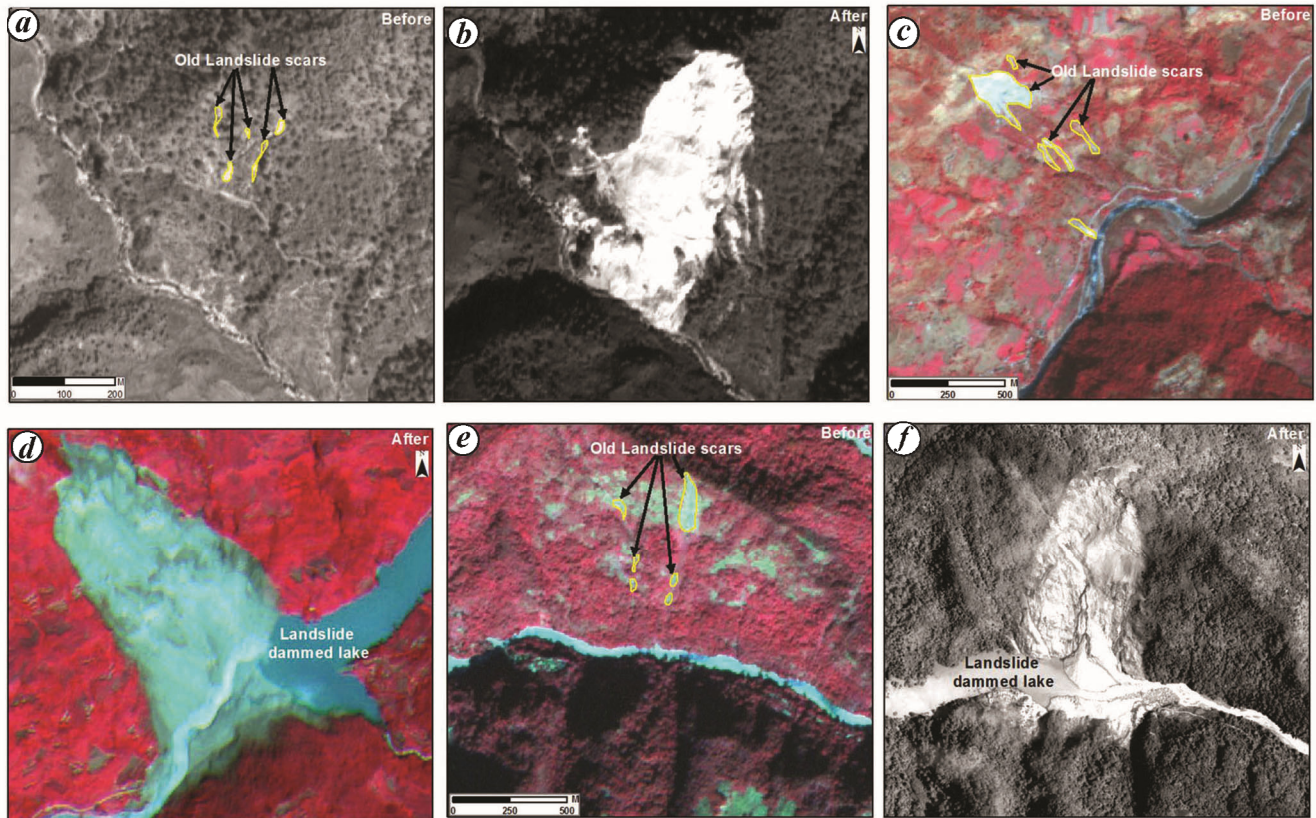 a
Before
Old Landslide scars
0 100 200
M
b
After
N
c
Before
Old Landslide scars
0 250 500
M
d
After
N
Landslide
dammed lake
e
Before
Old Landslide scars
0 250 500
M
f
After
N
Landslide
dammed lake